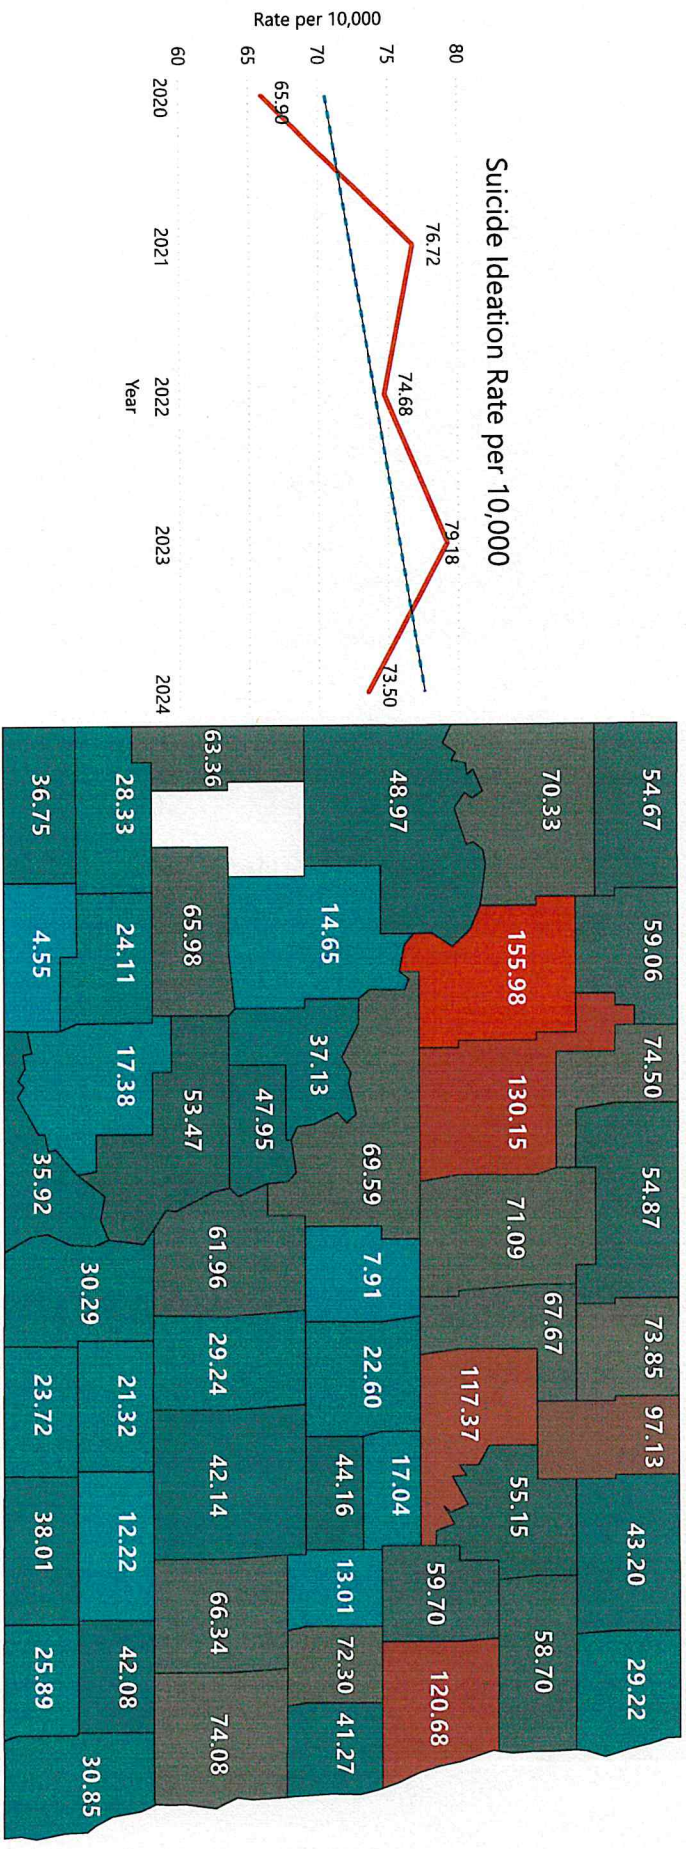 Suicide Ideation Rate per 10,000
Rate per 10,000
80
75
70
65
60
65.90
76.72
74.68
79.18
73.50
2020 2021 2022 2023 2024
Year
54.67 59.06 74.50 54.87 73.85 97.13 43.20 29.22
70.33 155.98 130.15 71.09 67.67 117.37 55.15 58.70
59.70 120.68
48.97 69.59 7.91 22.60 17.04
14.65 37.13 44.16 13.01 72.30 41.27
47.95
63.36 65.98 53.47 61.96 29.24 42.14 66.34 74.08
28.33 24.11 17.38 30.29 21.32 12.22 42.08 30.85
36.75 4.55 35.92 23.72 38.01 25.89